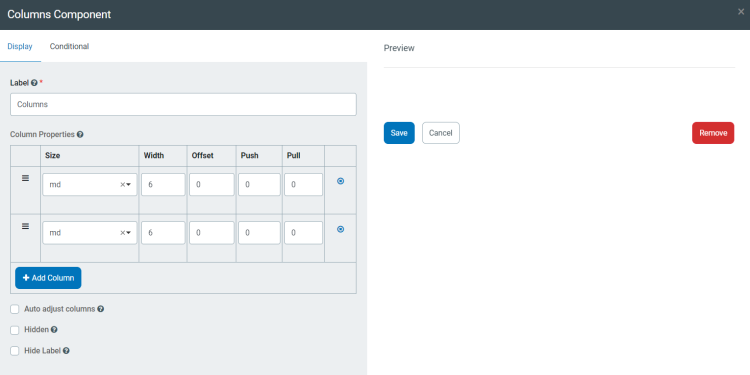 Columns Component
Display Conditional
Label *
Columns
Column Properties
Size Width Offset Push Pull
md 6 0 0 0
md 6 0 0 0
Add Column
Auto adjust columns
Hidden
Hide Label
Preview
Save Cancel Remove